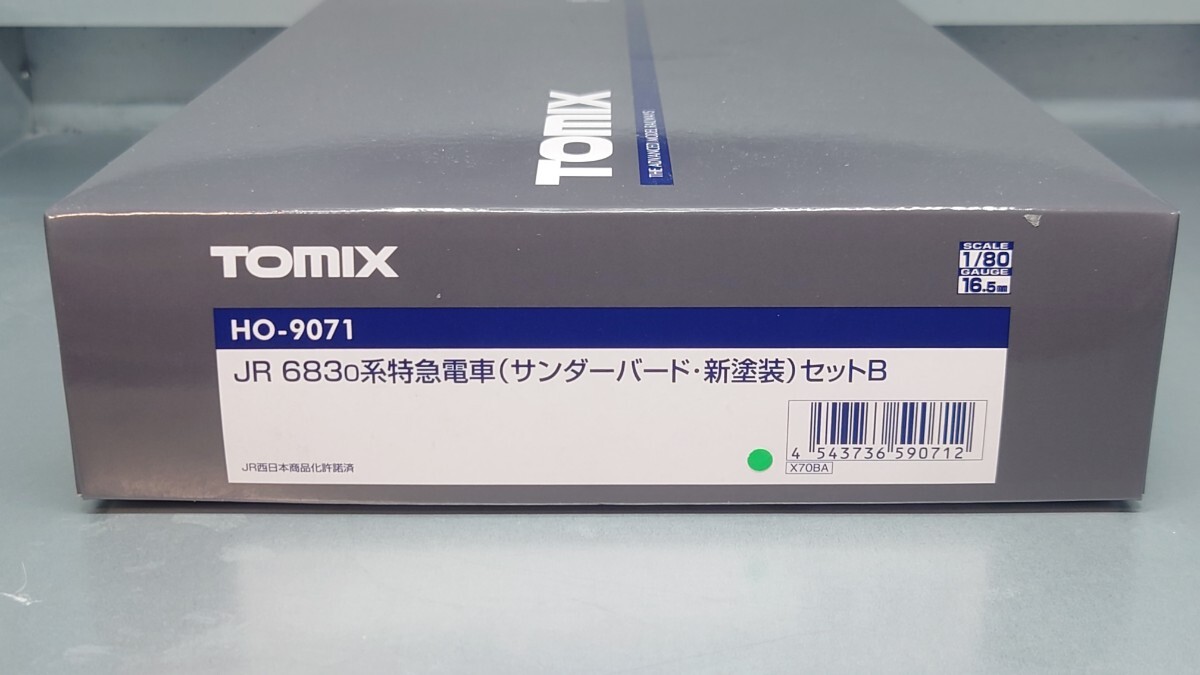 TOMIX
THE ADVANCED MODEL RAILWAYS
TOMIX
SCALE
1/80
GAUGE
16.5mm
HO-9071
JR 6830系特急電車(サンダーバード・新塗装)セットB
4 543736 590712
X70BA
JR西日本商品化許諾済